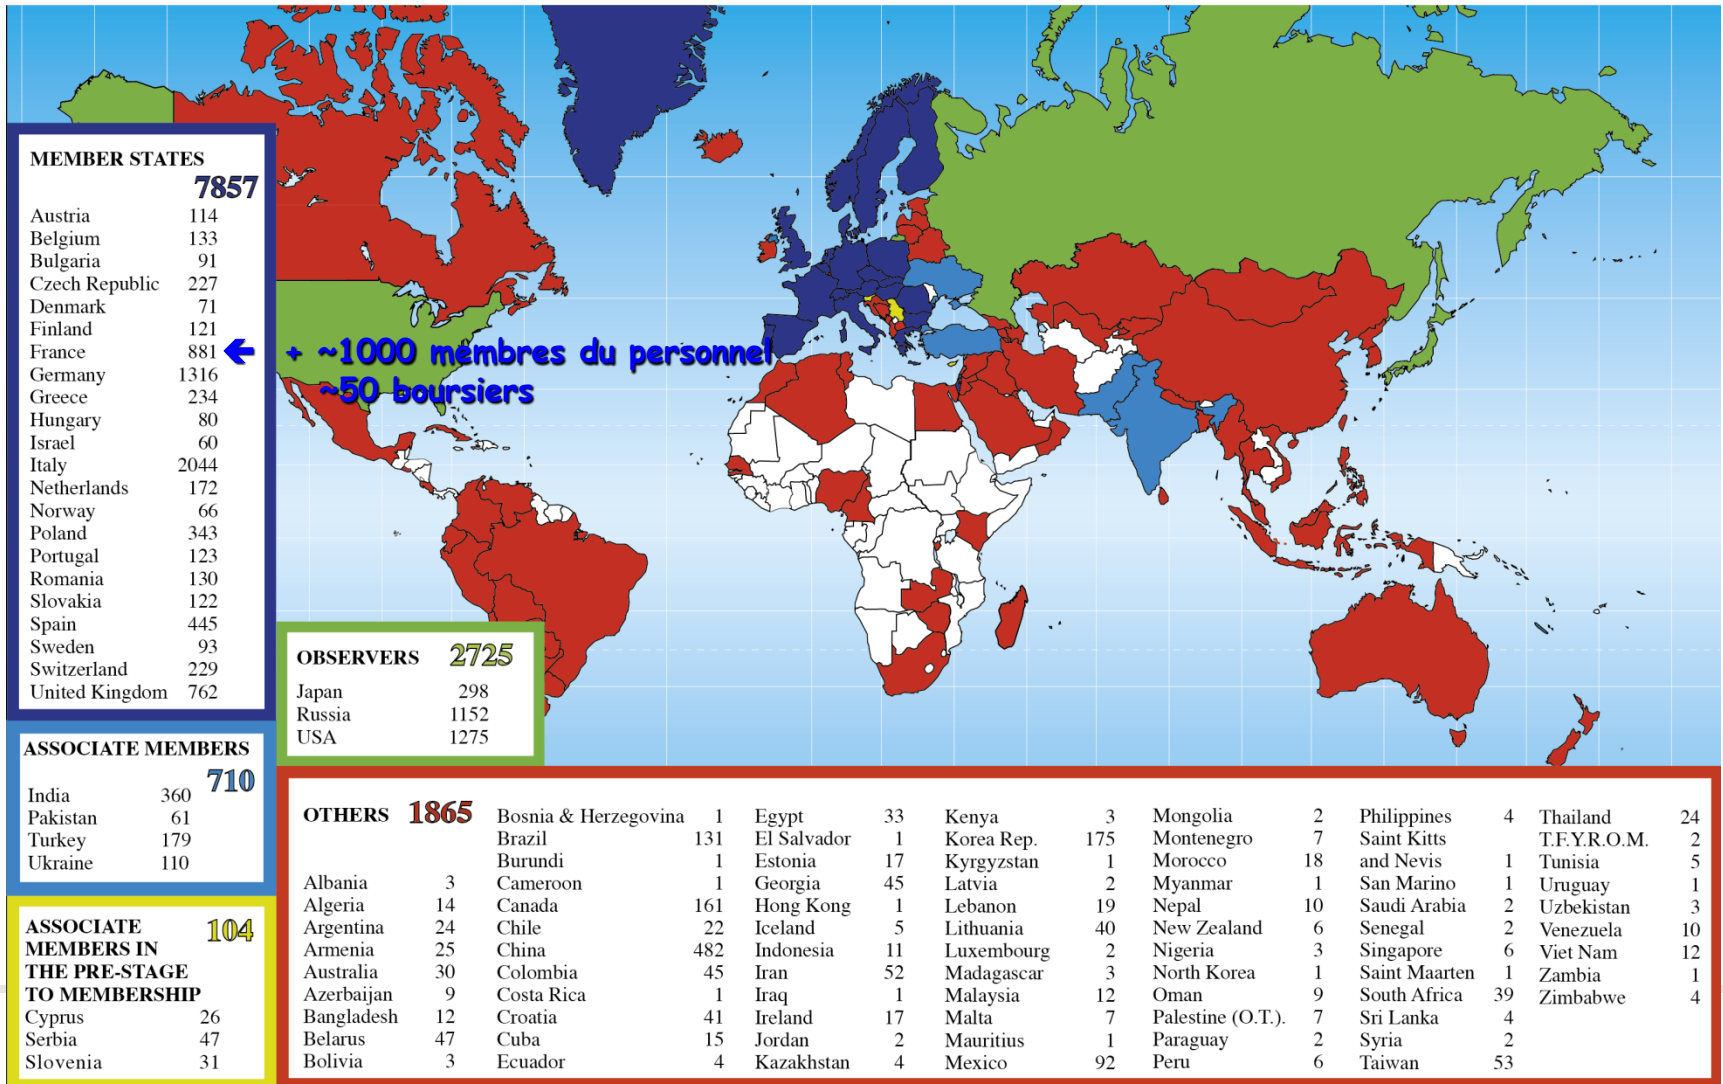 MEMBER STATES
7857
Austria 114
Belgium 133
Bulgaria 91
Czech Republic 227
Denmark 71
Finland 121
France 881 ← + ~1000 membres du personnel
~50 boursiers
Germany 1316
Greece 234
Hungary 80
Israel 60
Italy 2044
Netherlands 172
Norway 66
Poland 343
Portugal 123
Romania 130
Slovakia 122
Spain 445
Sweden 93
Switzerland 229
United Kingdom 762
OBSERVERS 2725
Japan 298
Russia 1152
USA 1275
ASSOCIATE MEMBERS
710
India 360
Pakistan 61
Turkey 179
Ukraine 110
ASSOCIATE 104
MEMBERS IN
THE PRE-STAGE
TO MEMBERSHIP
Cyprus 26
Serbia 47
Slovenia 31
OTHERS 1865
Albania 3
Algeria 14
Argentina 24
Armenia 25
Australia 30
Azerbaijan 9
Bangladesh 12
Belarus 47
Bolivia 3
Bosnia & Herzegovina 1
Brazil 131
Burundi 1
Cameroon 1
Canada 161
Chile 22
China 482
Colombia 45
Costa Rica 1
Croatia 41
Cuba 15
Ecuador 4
Egypt 33
El Salvador 1
Estonia 17
Georgia 45
Hong Kong 1
Iceland 5
Indonesia 11
Iran 52
Iraq 1
Ireland 17
Jordan 2
Kazakhstan 4
Kenya 3
Korea Rep. 175
Kyrgyzstan 1
Latvia 2
Lebanon 19
Lithuania 40
Luxembourg 2
Madagascar 3
Malaysia 12
Malta 7
Mauritius 1
Mexico 92
Mongolia 2
Montenegro 7
Morocco 18
Myanmar 1
Nepal 10
New Zealand 6
Nigeria 3
North Korea 1
Oman 9
Palestine (O.T.). 7
Paraguay 2
Peru 6
Philippines 4
Saint Kitts
and Nevis 1
San Marino 1
Saudi Arabia 2
Senegal 2
Singapore 6
Saint Maarten 1
South Africa 39
Sri Lanka 4
Syria 2
Taiwan 53
Thailand 24
T.F.Y.R.O.M. 2
Tunisia 5
Uruguay 1
Uzbekistan 3
Venezuela 10
Viet Nam 12
Zambia 1
Zimbabwe 4